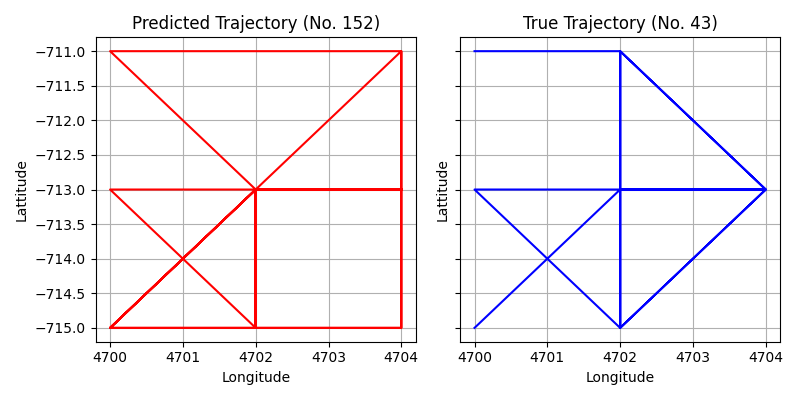 Predicted Trajectory (No. 152)
True Trajectory (No. 43)
−711.0
−711.5
−712.0
−712.5
−713.0
−713.5
−714.0
−714.5
−715.0
Lattitude
Lattitude
4700 4701 4702 4703 4704
4700 4701 4702 4703 4704
Longitude
Longitude